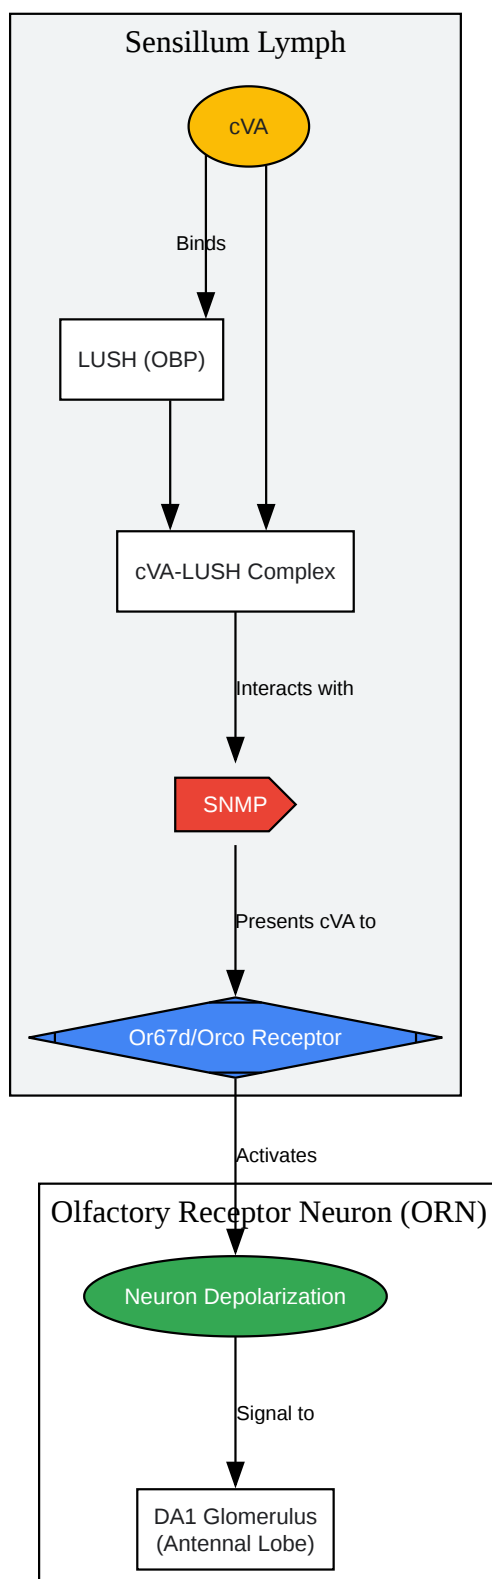 Sensillum Lymph
cVA
Binds
LUSH (OBP)
cVA-LUSH Complex
Interacts with
SNMP
Presents cVA to
Or67d/Orco Receptor
Activates
Olfactory Receptor Neuron (ORN)
Neuron Depolarization
Signal to
DA1 Glomerulus
(Antennal Lobe)